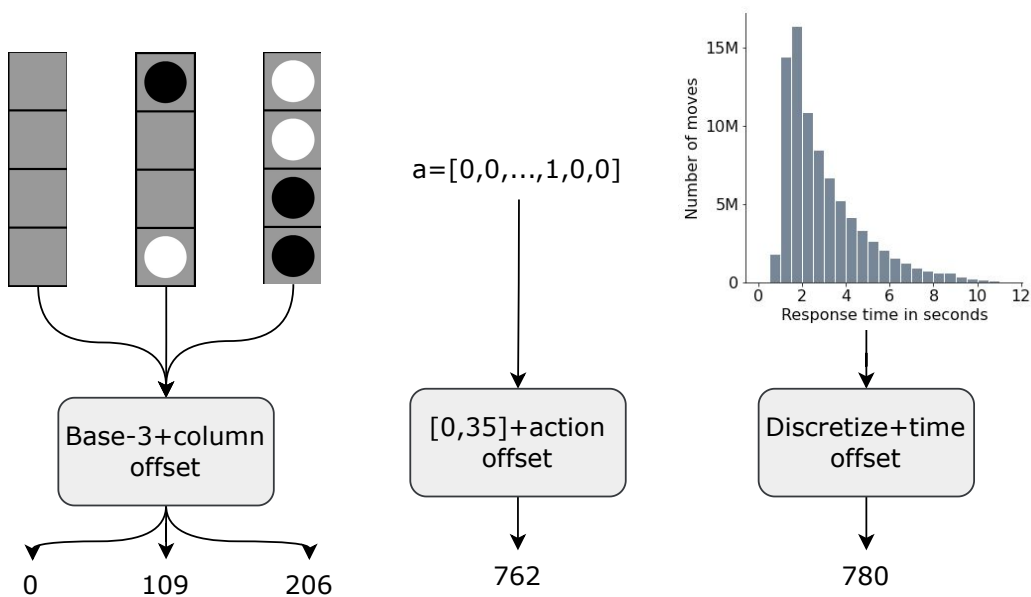 a=[0,0,...,1,0,0]
Number of moves
15M
10M
5M
0
0 2 4 6 8 10 12
Response time in seconds
Base-3+column
offset
[0,35]+action
offset
Discretize+time
offset
0 109 206
762
780